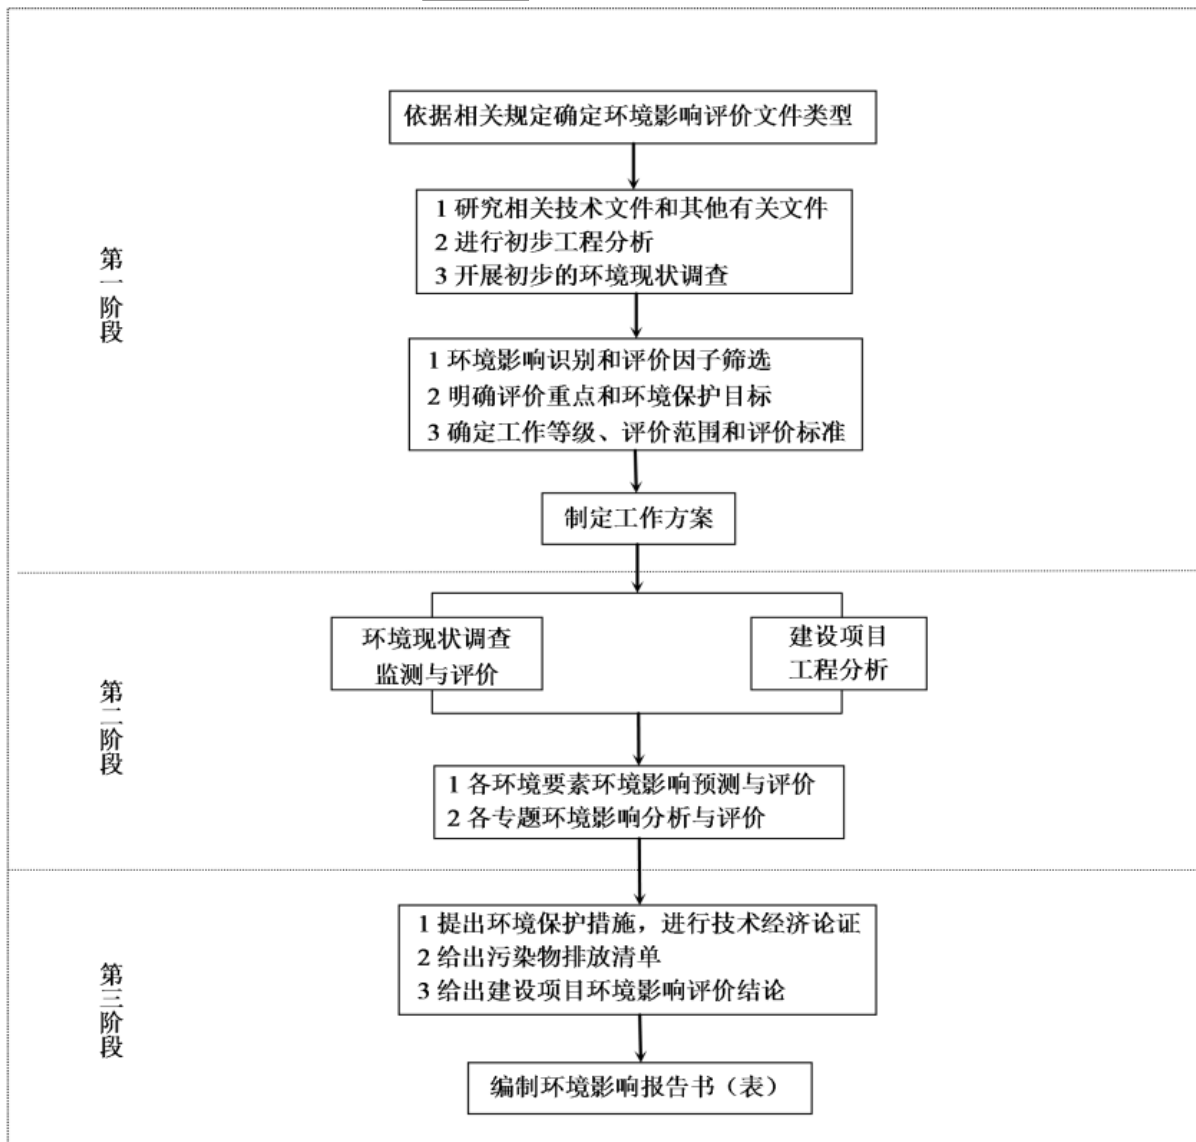 依据相关规定确定环境影响评价文件类型
1 研究相关技术文件和其他有关文件
2 进行初步工程分析
3 开展初步的环境现状调查
第一阶段
1 环境影响识别和评价因子筛选
2 明确评价重点和环境保护目标
3 确定工作等级、评价范围和评价标准
制定工作方案
环境现状调查
监测与评价
建设项目
工程分析
第二阶段
1 各环境要素环境影响预测与评价
2 各专题环境影响分析与评价
1 提出环境保护措施，进行技术经济论证
2 给出污染物排放清单
3 给出建设项目环境影响评价结论
第三阶段
编制环境影响报告书（表）